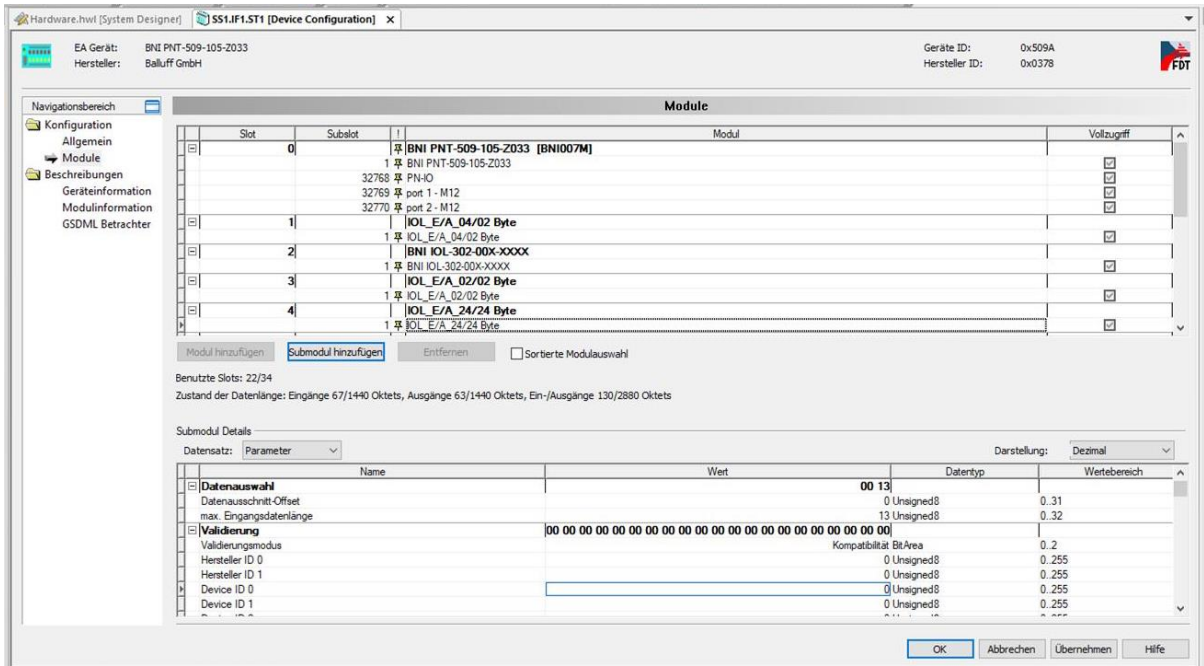 Hardware.hwl [System Designer] SS1.IF1.ST1 [Device Configuration] X
EA Gerät: BNI PNT-509-105-Z033 Geräte ID: 0x509A
Hersteller: Balluff GmbH Hersteller ID: 0x0378
FDT
Navigationsbereich
Konfiguration
Allgemein
Module
Beschreibungen
Geräteinformation
Modulinformation
GSDML Betrachter
Module
Slot Subslot ! Modul Vollzugriff
0 BNI PNT-509-105-Z033 [BNI007M]
1 BNI PNT-509-105-Z033
32768 PN-IO
32769 port 1 - M12
32770 port 2 - M12
1 IOL_E/A_04/02 Byte
1 IOL_E/A_04/02 Byte
2 BNI IOL-302-00X-XXXX
1 BNI IOL-302-00X-XXXX
3 IOL_E/A_02/02 Byte
1 IOL_E/A_02/02 Byte
4 IOL_E/A_24/24 Byte
1 IOL_E/A_24/24 Byte
Modul hinzufügen Submodul hinzufügen Entfernen Sortierte Modulauswahl
Benutzte Slots: 22/34
Zustand der Datenlänge: Eingänge 67/1440 Oktets, Ausgänge 63/1440 Oktets, Ein-/Ausgänge 130/2880 Oktets
Submodul Details
Datensatz: Parameter Darstellung: Dezimal
Name Wert Datentyp Wertebereich
Datenauswahl 00 13
Datenausschnitt-Offset 0 Unsigned8 0..31
max. Eingangsdatenlänge 13 Unsigned8 0..32
Validierung 00 00 00 00 00 00 00 00 00 00 00 00 00 00 00 00 00 00 00 00 00 00
Validierungsmodus Kompatibilität BitArea 0..2
Hersteller ID 0 0 Unsigned8 0..255
Hersteller ID 1 0 Unsigned8 0..255
Device ID 0 0 Unsigned8 0..255
Device ID 1 0 Unsigned8 0..255
OK Abbrechen Übernehmen Hilfe